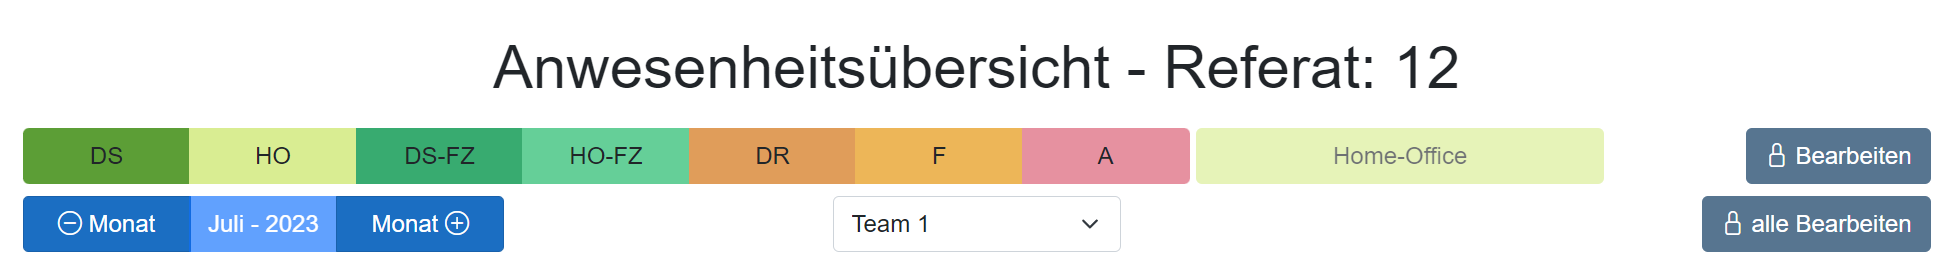 Anwesenheitsübersicht - Referat: 12
DS HO DS-FZ HO-FZ DR F A Home-Office Bearbeiten
Monat Juli - 2023 Monat Team 1 alle Bearbeiten